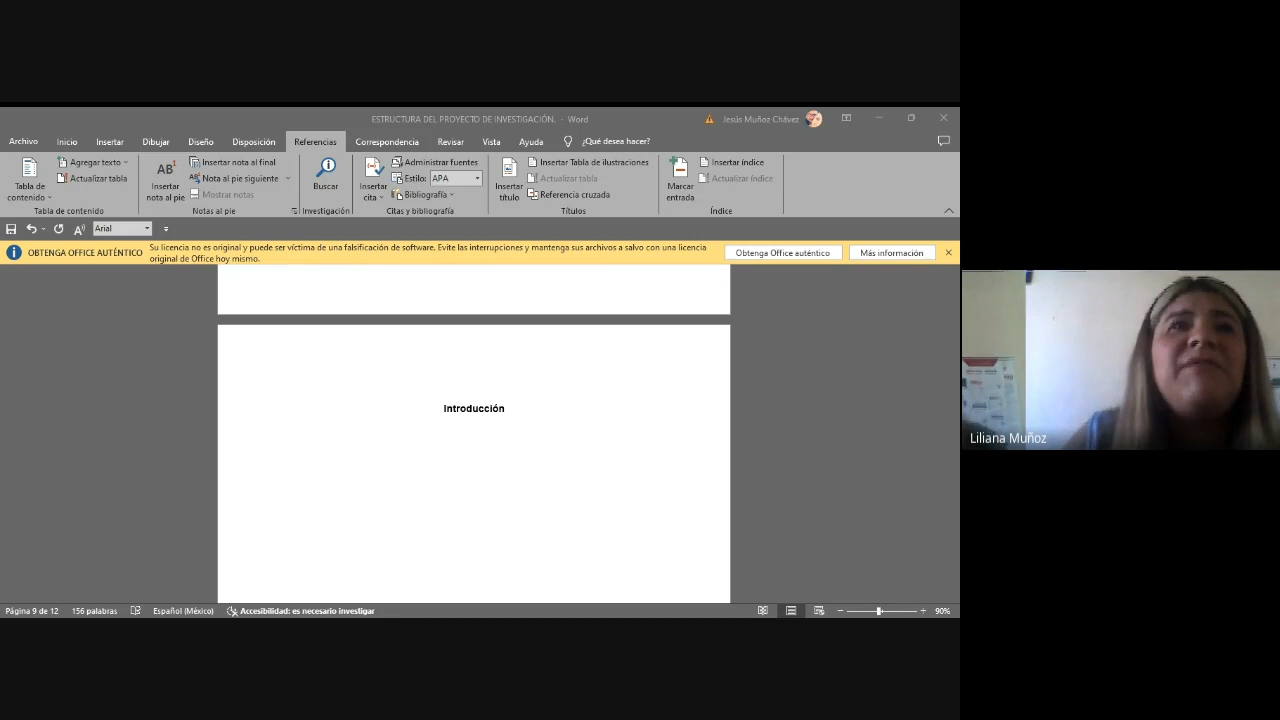 ESTRUCTURA DEL PROYECTO DE INVESTIGACIÓN. - Word
Jesús Muñoz Chávez
Archivo Inicio Insertar Dibujar Diseño Disposición Referencias Correspondencia Revisar Vista Ayuda ¿Qué desea hacer?
Tabla de contenido
Agregar texto
Actualizar tabla
Tabla de contenido
AB1
Insertar nota al pie
Insertar nota al final
Nota al pie siguiente
Mostrar notas
Notas al pie
Buscar
Investigación
Insertar cita
Administrar fuentes
Estilo: APA
Bibliografía
Citas y bibliografía
Insertar título
Insertar Tabla de ilustraciones
Actualizar tabla
Referencia cruzada
Títulos
Marcar entrada
Insertar índice
Actualizar índice
Índice
Arial
OBTENGA OFFICE AUTÉNTICO
Su licencia no es original y puede ser víctima de una falsificación de software. Evite las interrupciones y mantenga sus archivos a salvo con una licencia
original de Office hoy mismo.
Obtenga Office auténtico
Más información
Introducción
Liliana Muñoz
Página 9 de 12 156 palabras Español (México) Accesibilidad: es necesario investigar 90%